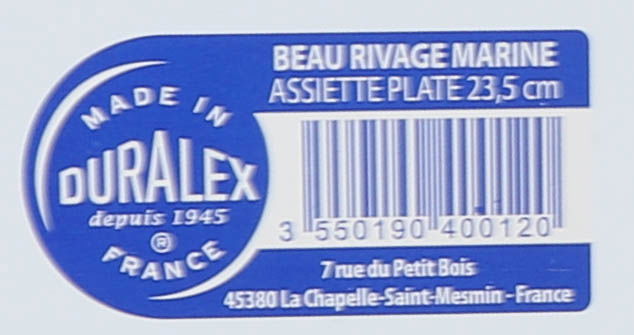 BEAU RIVAGE MARINE
ASSIETTE PLATE 23,5 cm
MADE IN
DURALEX
depuis 1945
®
FRANCE
3 550190 400120
7 rue du Petit Bois
45380 La Chapelle-Saint-Mesmin - France